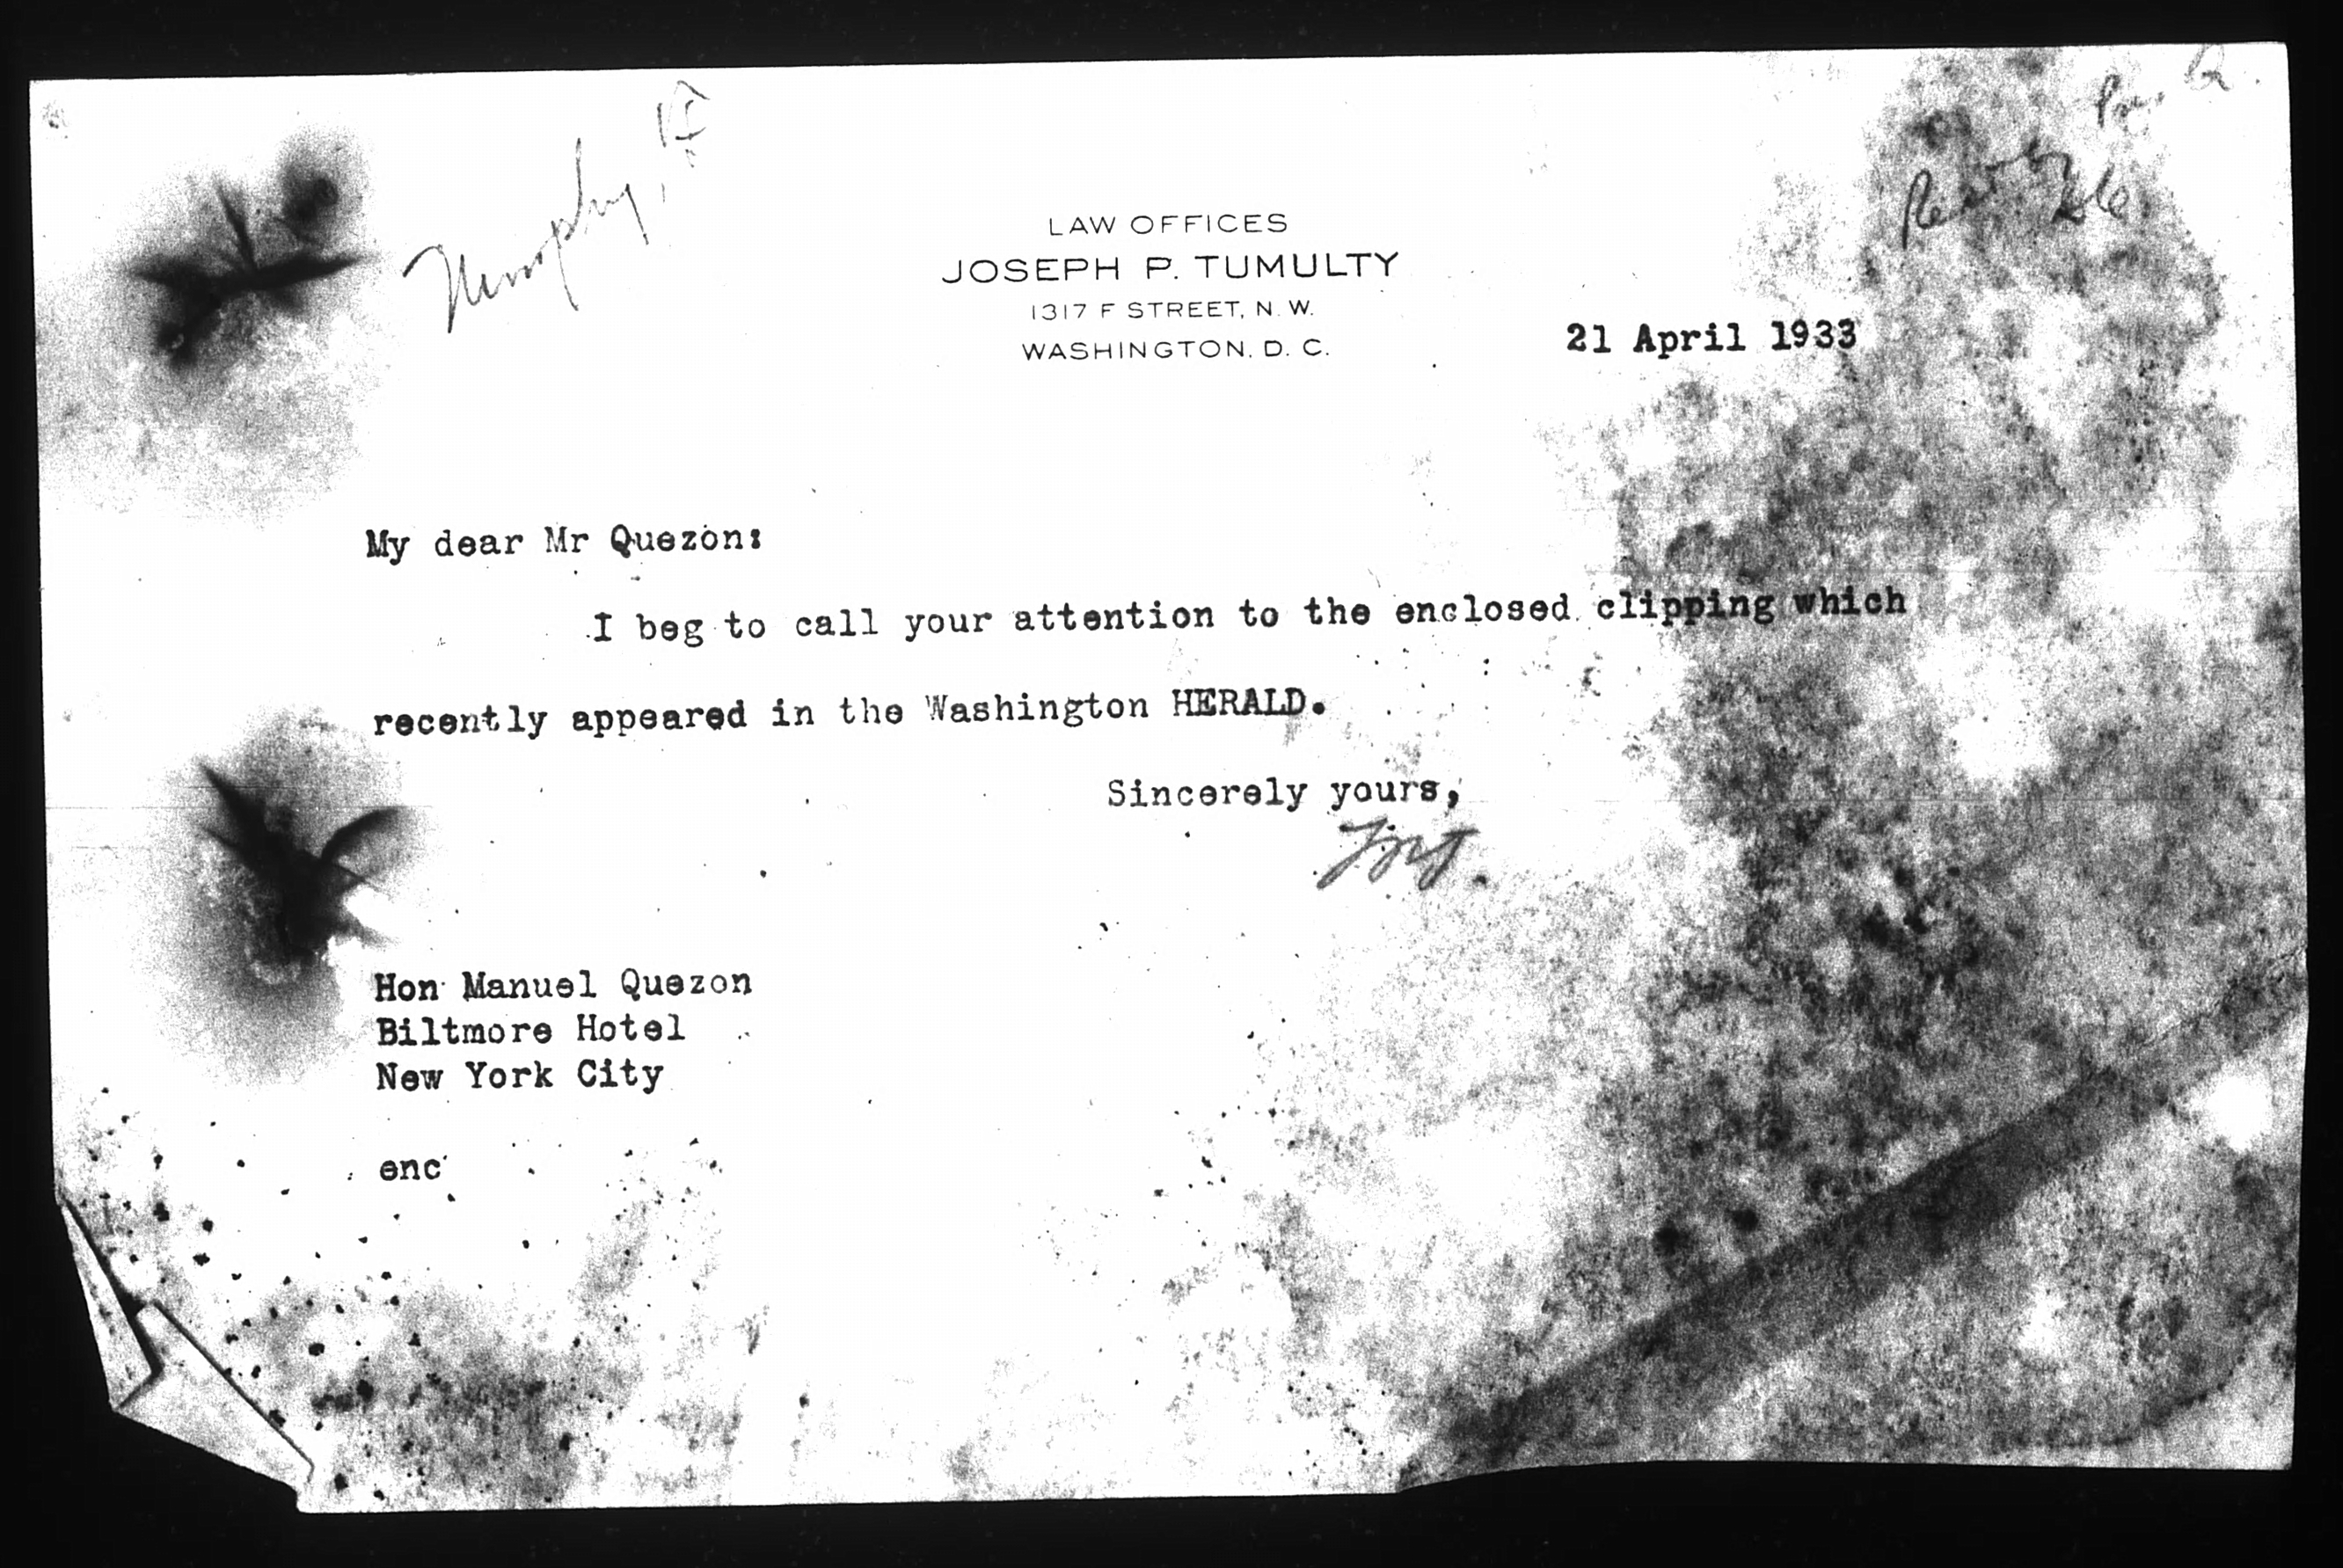 Murphy, F
LAW OFFICES
JOSEPH P. TUMULTY
1317 F STREET, N. W.
WASHINGTON, D. C.
21 April 1933
My dear Mr Quezon:
I beg to call your attention to the enclosed clipping which
recently appeared in the Washington HERALD.
Sincerely yours,
Hon Manuel Quezon
Biltmore Hotel
New York City
enc